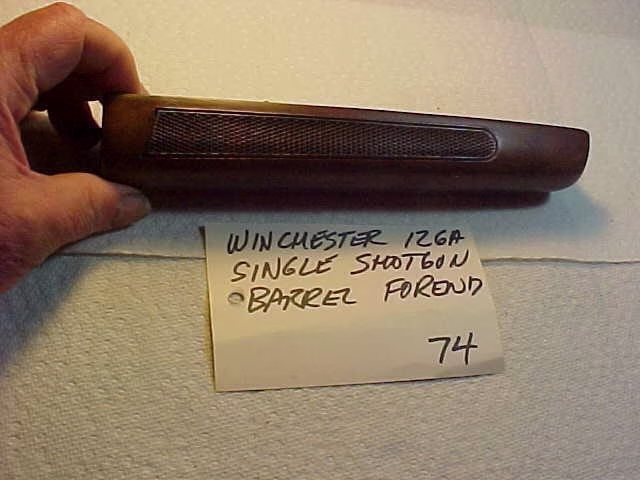 WINCHESTER 12GA
SINGLE SHOTGUN
BARREL FOREND
74